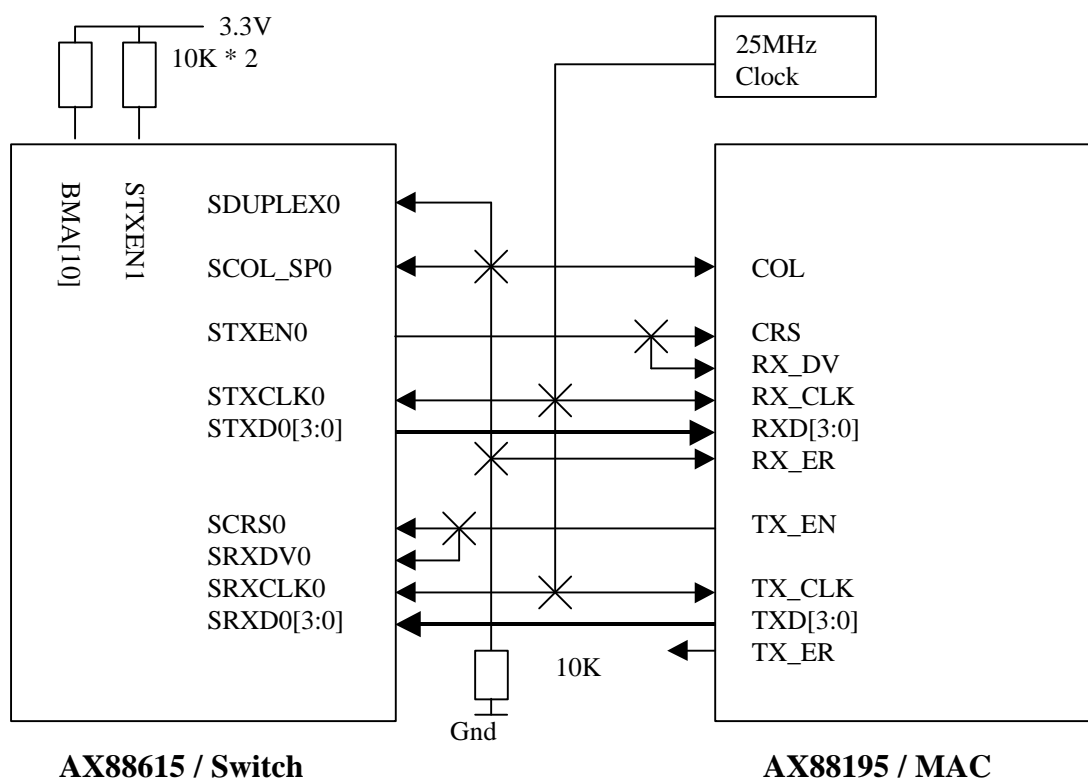 3.3V
10K * 2
25MHz
Clock
BMA[10]
STXEN1
SDUPLEX0
SCOL_SP0
STXEN0
STXCLK0
STXD0[3:0]
SCRS0
SRXDV0
SRXCLK0
SRXD0[3:0]
COL
CRS
RX_DV
RX_CLK
RXD[3:0]
RX_ER
TX_EN
TX_CLK
TXD[3:0]
TX_ER
10K
Gnd
AX88615 / Switch
AX88195 / MAC